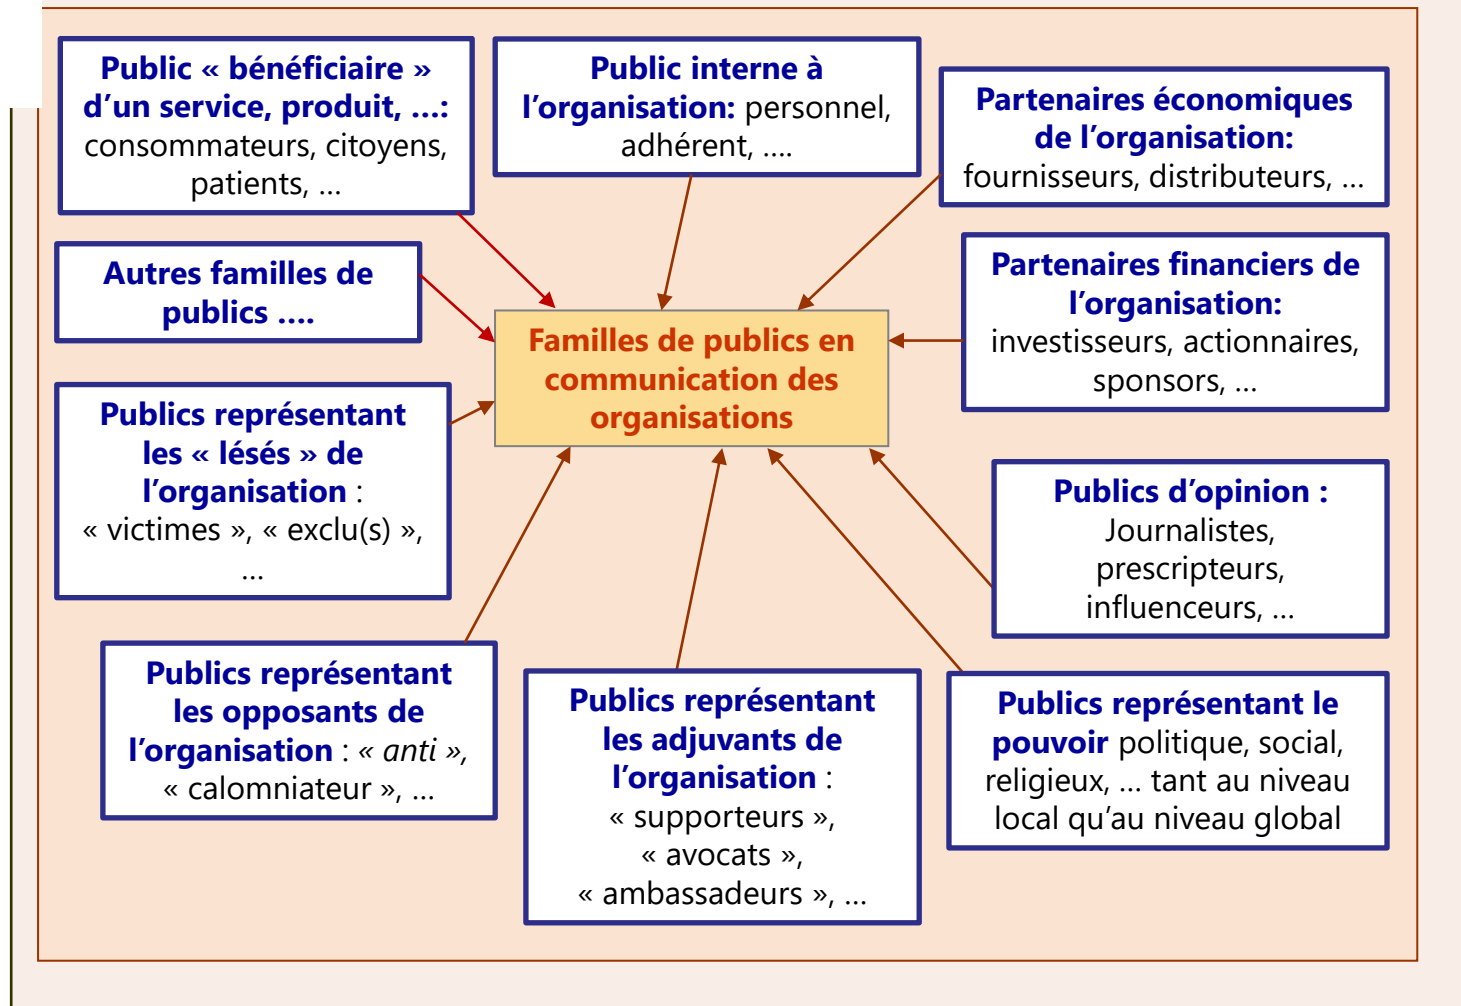 Public « bénéficiaire »
d’un service, produit, …:
consommateurs, citoyens,
patients, …
Public interne à
l’organisation: personnel,
adhérent, ….
Partenaires économiques
de l’organisation:
fournisseurs, distributeurs, …
Autres familles de
publics ….
Partenaires financiers de
l’organisation:
investisseurs, actionnaires,
sponsors, …
Familles de publics en
communication des
organisations
Publics représentant
les « lésés » de
l’organisation :
« victimes », « exclu(s) »,
…
Publics d’opinion :
Journalistes,
prescripteurs,
influenceurs, …
Publics représentant
les opposants de
l’organisation : « anti »,
« calomniateur », …
Publics représentant
les adjuvants de
l’organisation :
« supporteurs »,
« avocats »,
« ambassadeurs », …
Publics représentant le
pouvoir politique, social,
religieux, … tant au niveau
local qu’au niveau global